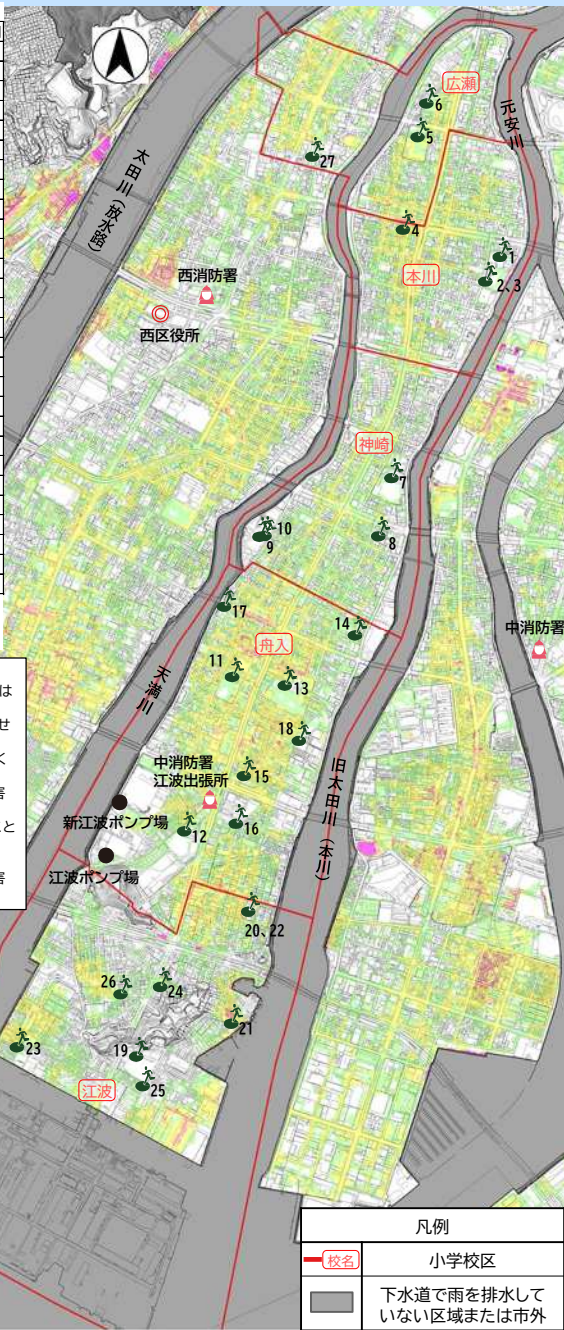 広瀬
6
元安川
5
27
太田川(放水路)
4
1
本川
2、3
西消防署
西区役所
神崎
7
10
9
8
17
14
中消防署
舟入
11
13
天満川
18
中消防署
江波出張所
15
旧太田川(本川)
新江波ポンプ場
12
16
江波ポンプ場
20、22
26
24
21
23
19
25
江波
は
せ
く
害
と
害
凡例
校名
小学校区
下水道で雨を排水して
いない区域または市外